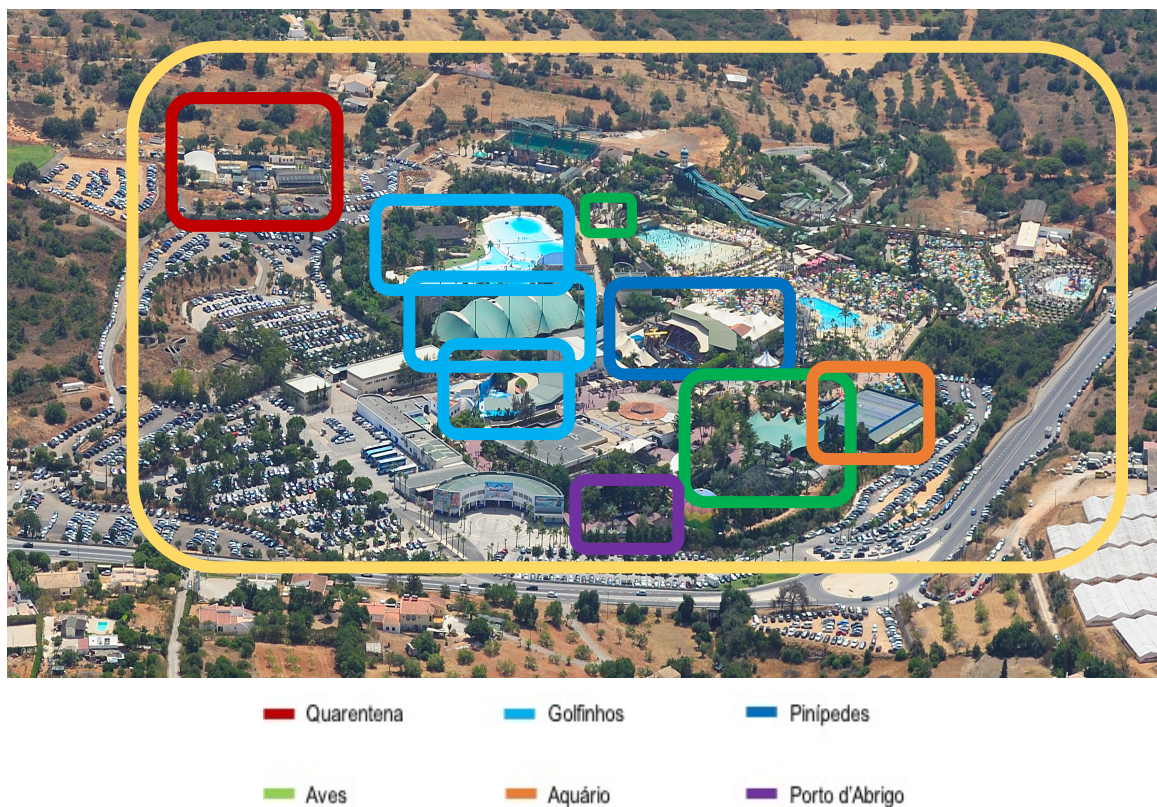 Quarentena
Golfinhos
Pinípedes
Aves
Aquário
Porto d'Abrigo